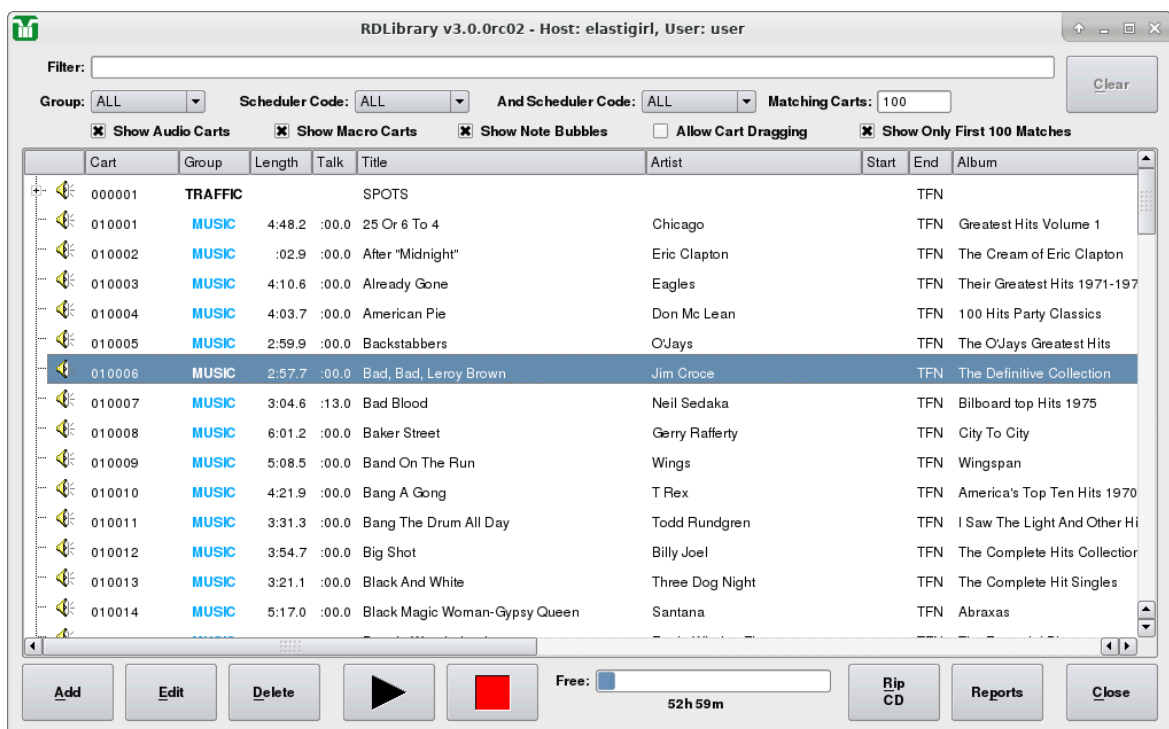 RDLibrary v3.0.0rc02 - Host: elastigirl, User: user
Filter:
Clear
Group: ALL Scheduler Code: ALL And Scheduler Code: ALL Matching Carts: 100
Show Audio Carts Show Macro Carts Show Note Bubbles Allow Cart Dragging Show Only First 100 Matches
Cart Group Length Talk Title Artist Start End Album
000001 TRAFFIC SPOTS TFN
010001 MUSIC 4:48.2 :00.0 25 Or 6 To 4 Chicago TFN Greatest Hits Volume 1
010002 MUSIC :02.9 :00.0 After "Midnight" Eric Clapton TFN The Cream of Eric Clapton
010003 MUSIC 4:10.6 :00.0 Already Gone Eagles TFN Their Greatest Hits 1971-197
010004 MUSIC 4:03.7 :00.0 American Pie Don Mc Lean TFN 100 Hits Party Classics
010005 MUSIC 2:59.9 :00.0 Backstabbers O'Jays TFN The O'Jays Greatest Hits
010006 MUSIC 2:57.7 :00.0 Bad, Bad, Leroy Brown Jim Croce TFN The Definitive Collection
010007 MUSIC 3:04.6 :13.0 Bad Blood Neil Sedaka TFN Bilboard top Hits 1975
010008 MUSIC 6:01.2 :00.0 Baker Street Gerry Rafferty TFN City To City
010009 MUSIC 5:08.5 :00.0 Band On The Run Wings TFN Wingspan
010010 MUSIC 4:21.9 :00.0 Bang A Gong T Rex TFN America's Top Ten Hits 1970
010011 MUSIC 3:31.3 :00.0 Bang The Drum All Day Todd Rundgren TFN I Saw The Light And Other Hi
010012 MUSIC 3:54.7 :00.0 Big Shot Billy Joel TFN The Complete Hits Collection
010013 MUSIC 3:21.1 :00.0 Black And White Three Dog Night TFN The Complete Hit Singles
010014 MUSIC 5:17.0 :00.0 Black Magic Woman-Gypsy Queen Santana TFN Abraxas
Add Edit Delete Free: 52h 59m Rip CD Reports Close